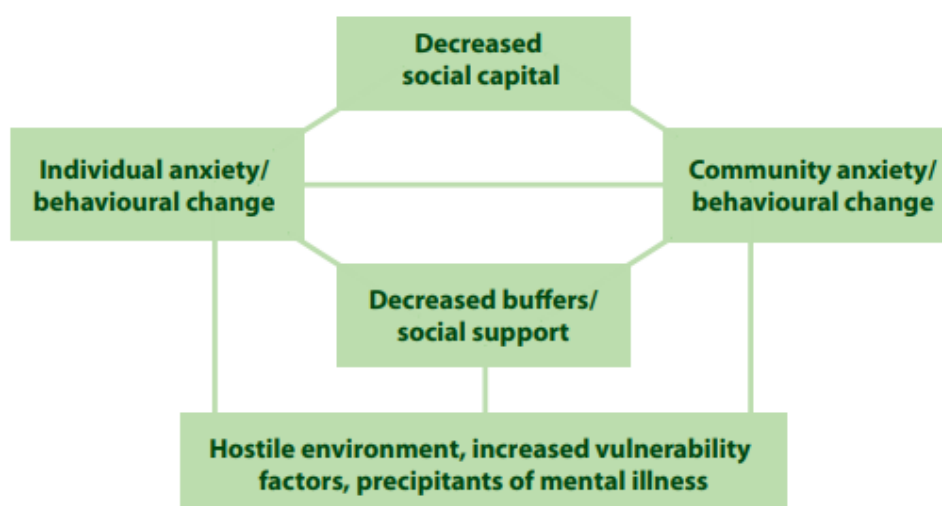 Decreased
social capital
Individual anxiety/
behavioural change
Community anxiety/
behavioural change
Decreased buffers/
social support
Hostile environment, increased vulnerability
factors, precipitants of mental illness